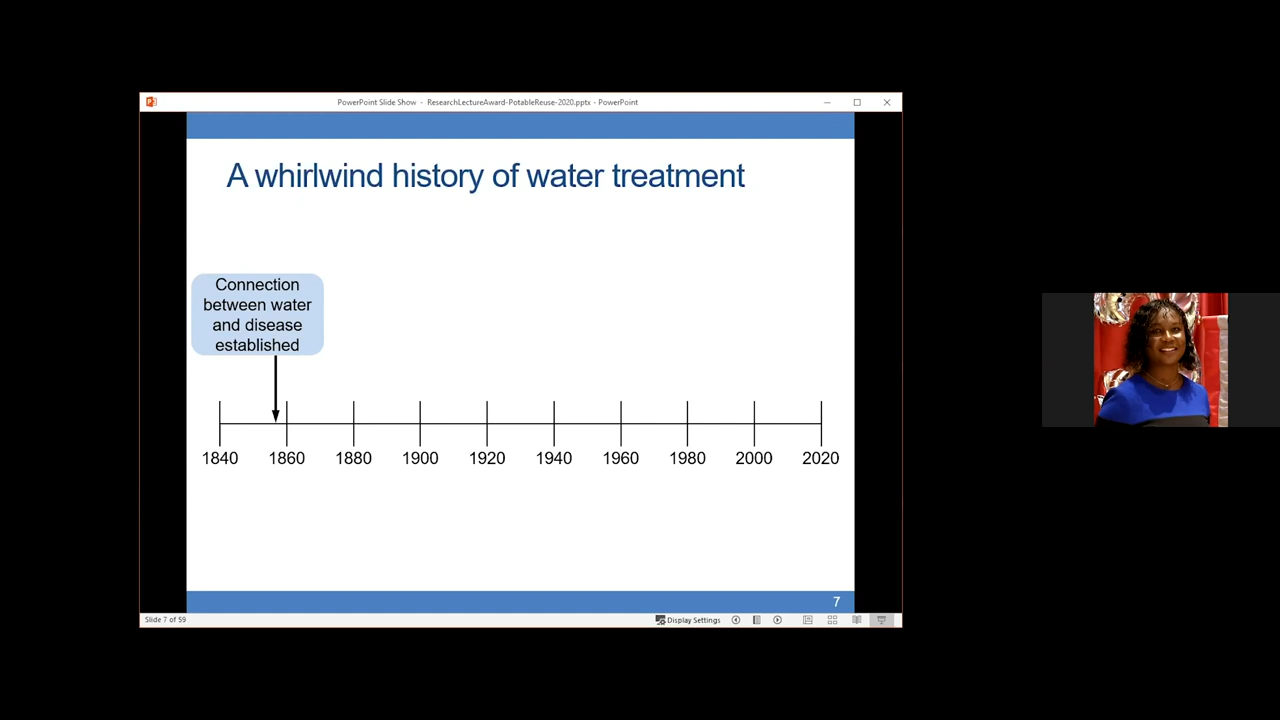 PowerPoint Slide Show - ResearchLectureAward-PotableReuse-2020.pptx - PowerPoint
A whirlwind history of water treatment
Connection
between water
and disease
established
1840 1860 1880 1900 1920 1940 1960 1980 2000 2020
7
Slide 7 of 59
Display Settings